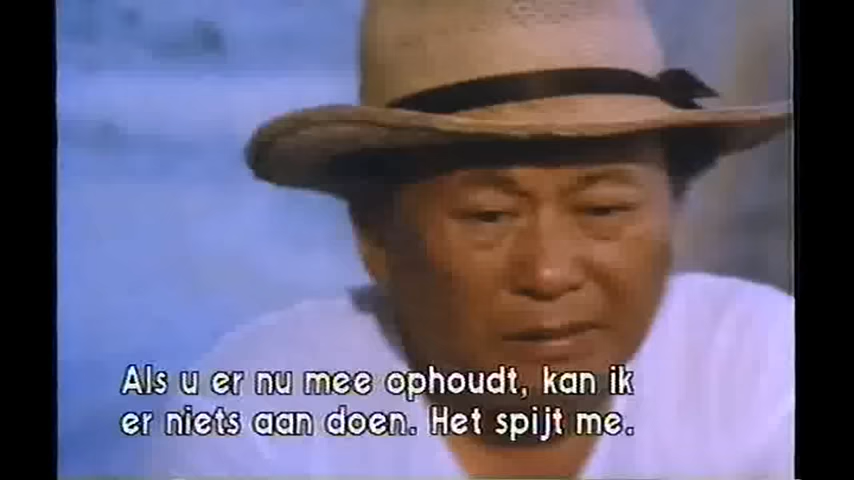 Als u er nu mee ophoudt, kan ik
er niets aan doen. Het spijt me.